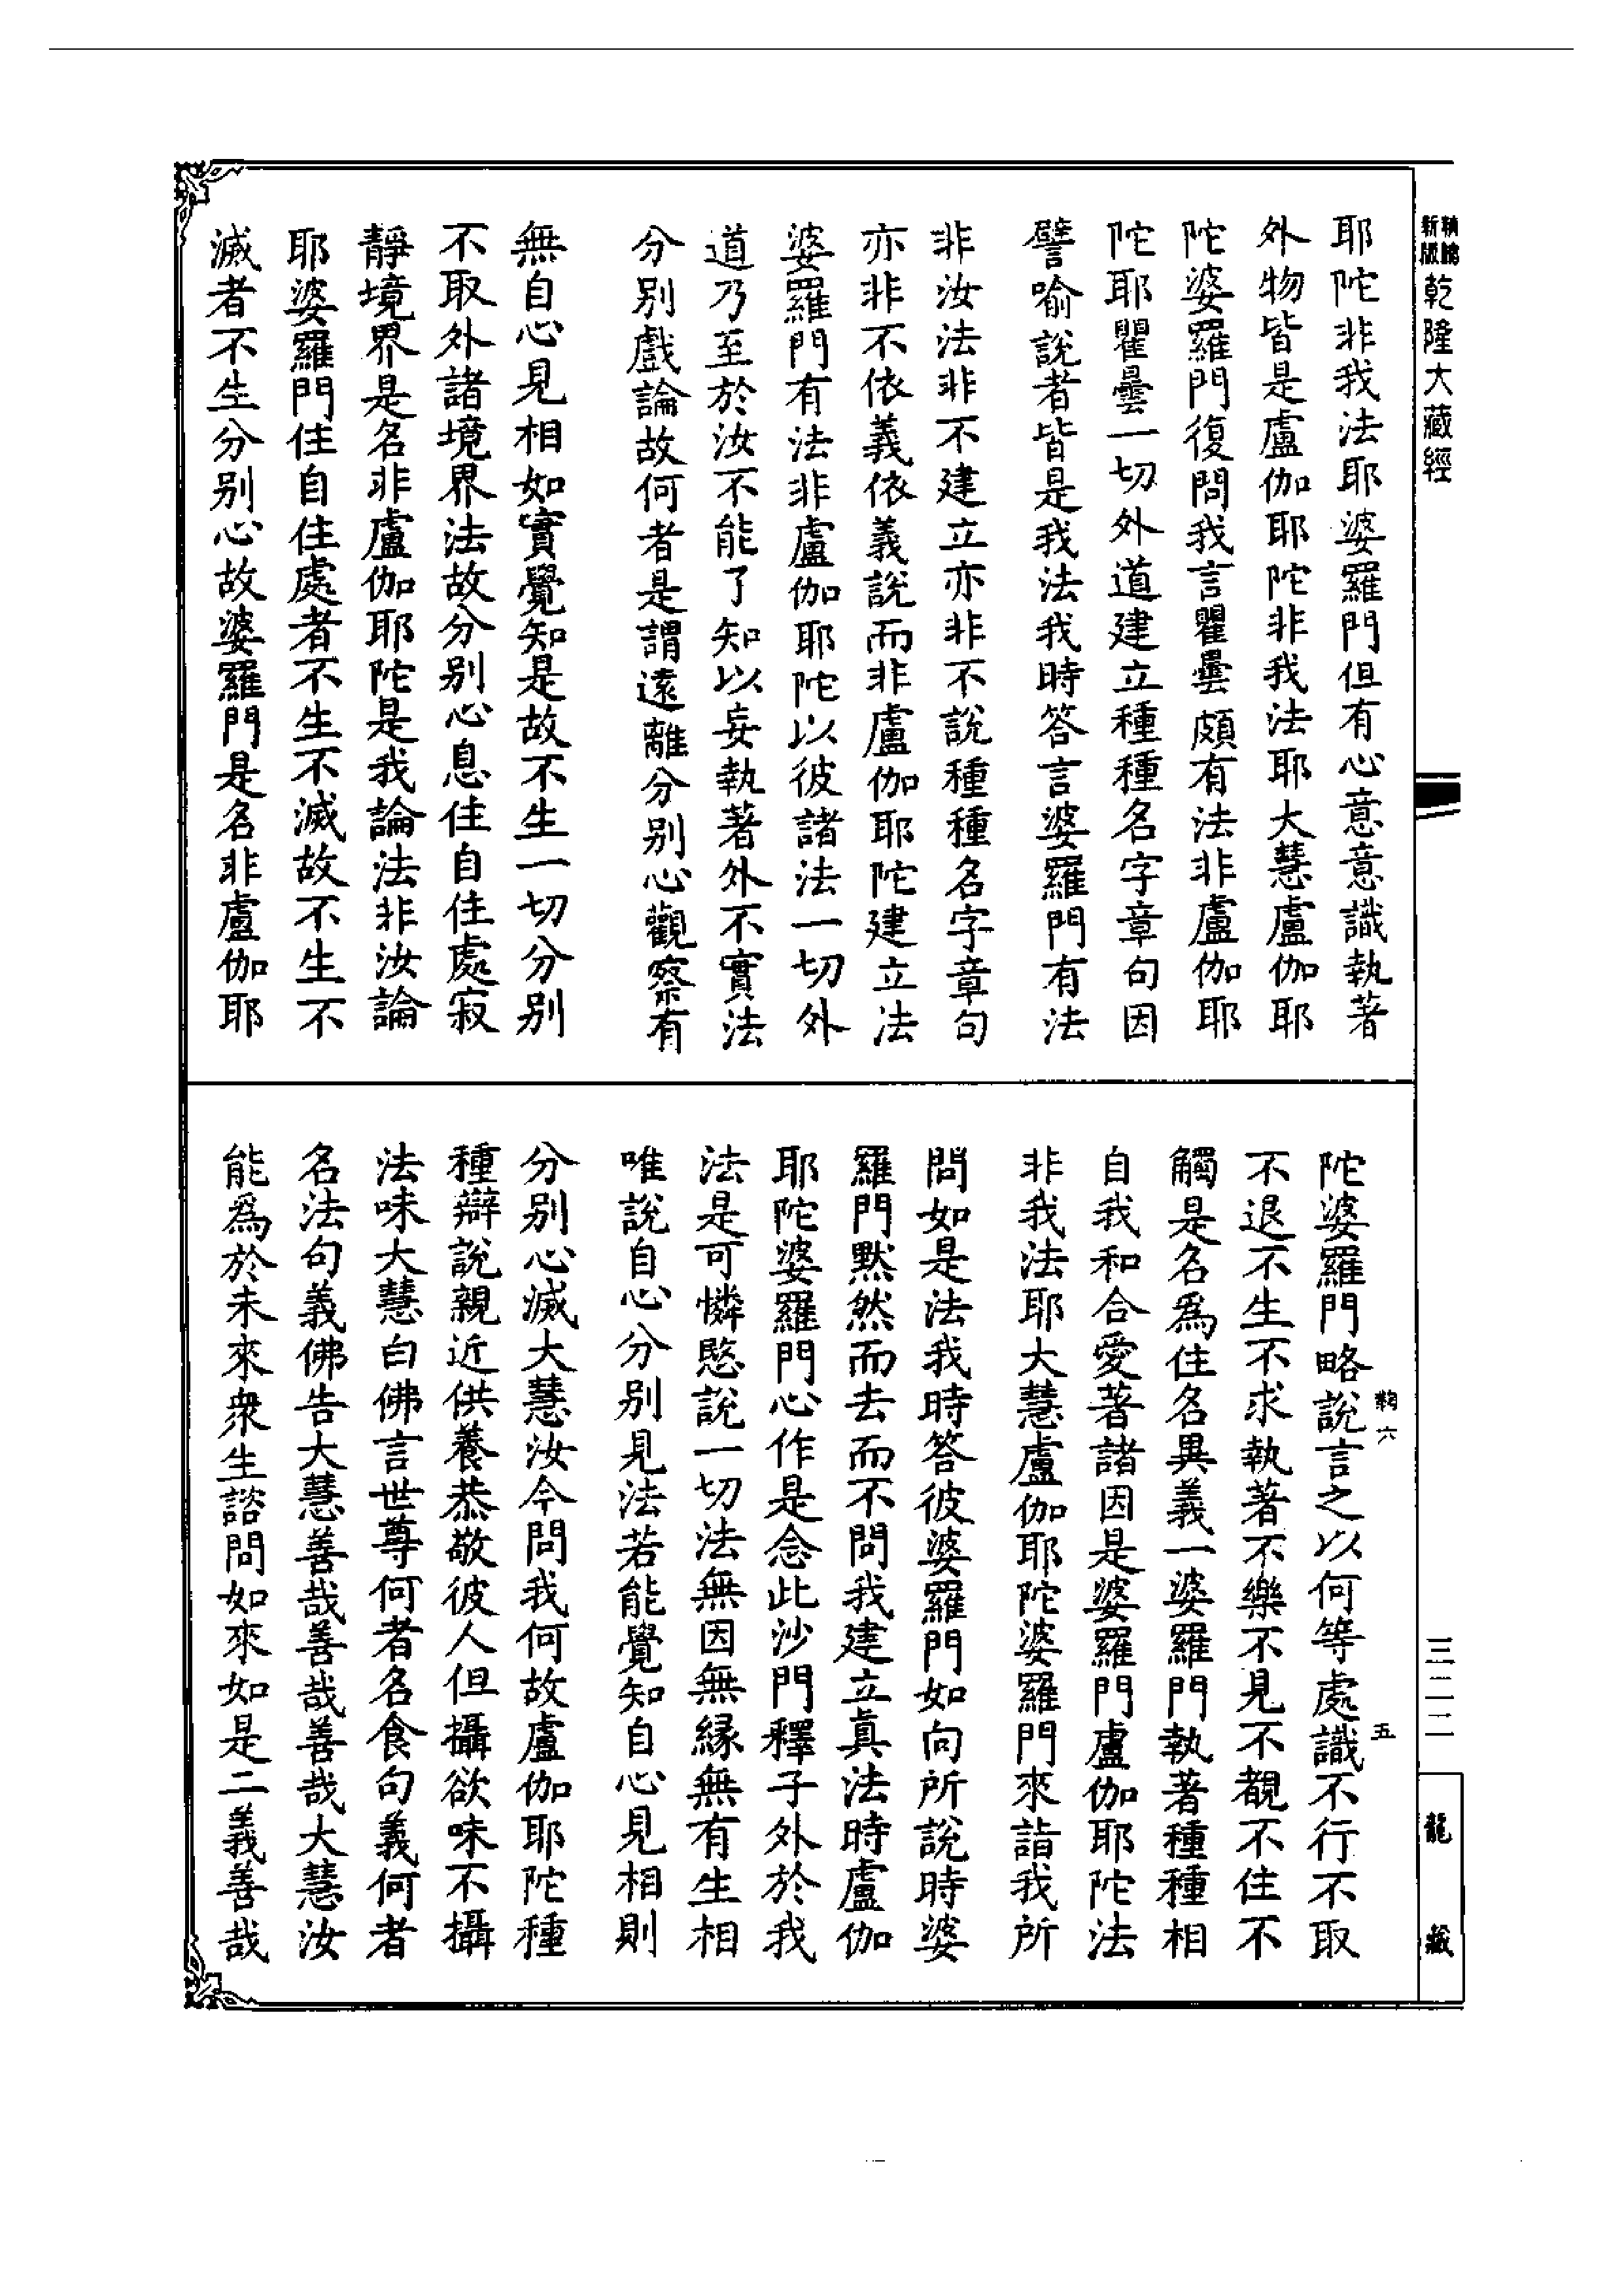 新版
乾隆大藏經
耶陀非我法耶婆羅門但有心意意識執著
外物皆是盧伽耶陀非我法耶大慧盧伽耶
陀婆羅門復問我言瞿曇頗有法非盧伽耶
陀耶瞿曇一切外道建立種種名字章句因
譬喻說者皆是我法我時答言婆羅門有法
非汝法非不建立亦非不說種種名字章句
亦非不依義依義說而非盧伽耶陀建立法
婆羅門有法非盧伽耶陀以彼諸法一切外
道乃至於汝不能了知以妄執著外不實法
分別戲論故何者是謂遠離分別心觀察有
無自心見相如實覺知是故不生一切分別
不取外諸境界法故分別心息住自住處寂
靜境界是名非盧伽耶陀是我論法非汝論
耶婆羅門住自住處者不生不滅故不生不
滅者不生分別心故婆羅門是名非盧伽耶
陀婆羅門略說言之以何等處識不行不取
不退不生不求執著不樂不見不覩不住不
觸是名為住名異義一婆羅門執著種種相
自我和合愛著諸因是婆羅門盧伽耶陀法
非我法耶大慧盧伽耶陀婆羅門來詣我所
問如是法我時答彼婆羅門如向所說時婆
羅門默然而去而不問我建立真法時盧伽
耶陀婆羅門心作是念此沙門釋子外於我
法是可憐愍說一切法無因無緣無有生相
唯說自心分別見法若能覺知自心見相則
分別心滅大慧汝今問我何故盧伽耶陀種
種辯說親近供養恭敬彼人但攝欲味不攝
法味大慧白佛言世尊何者名食句義何者
名法句義佛告大慧善哉善哉善哉大慧汝
能為於未來眾生諮問如來如是二義善哉
六
五
三二二
龍藏